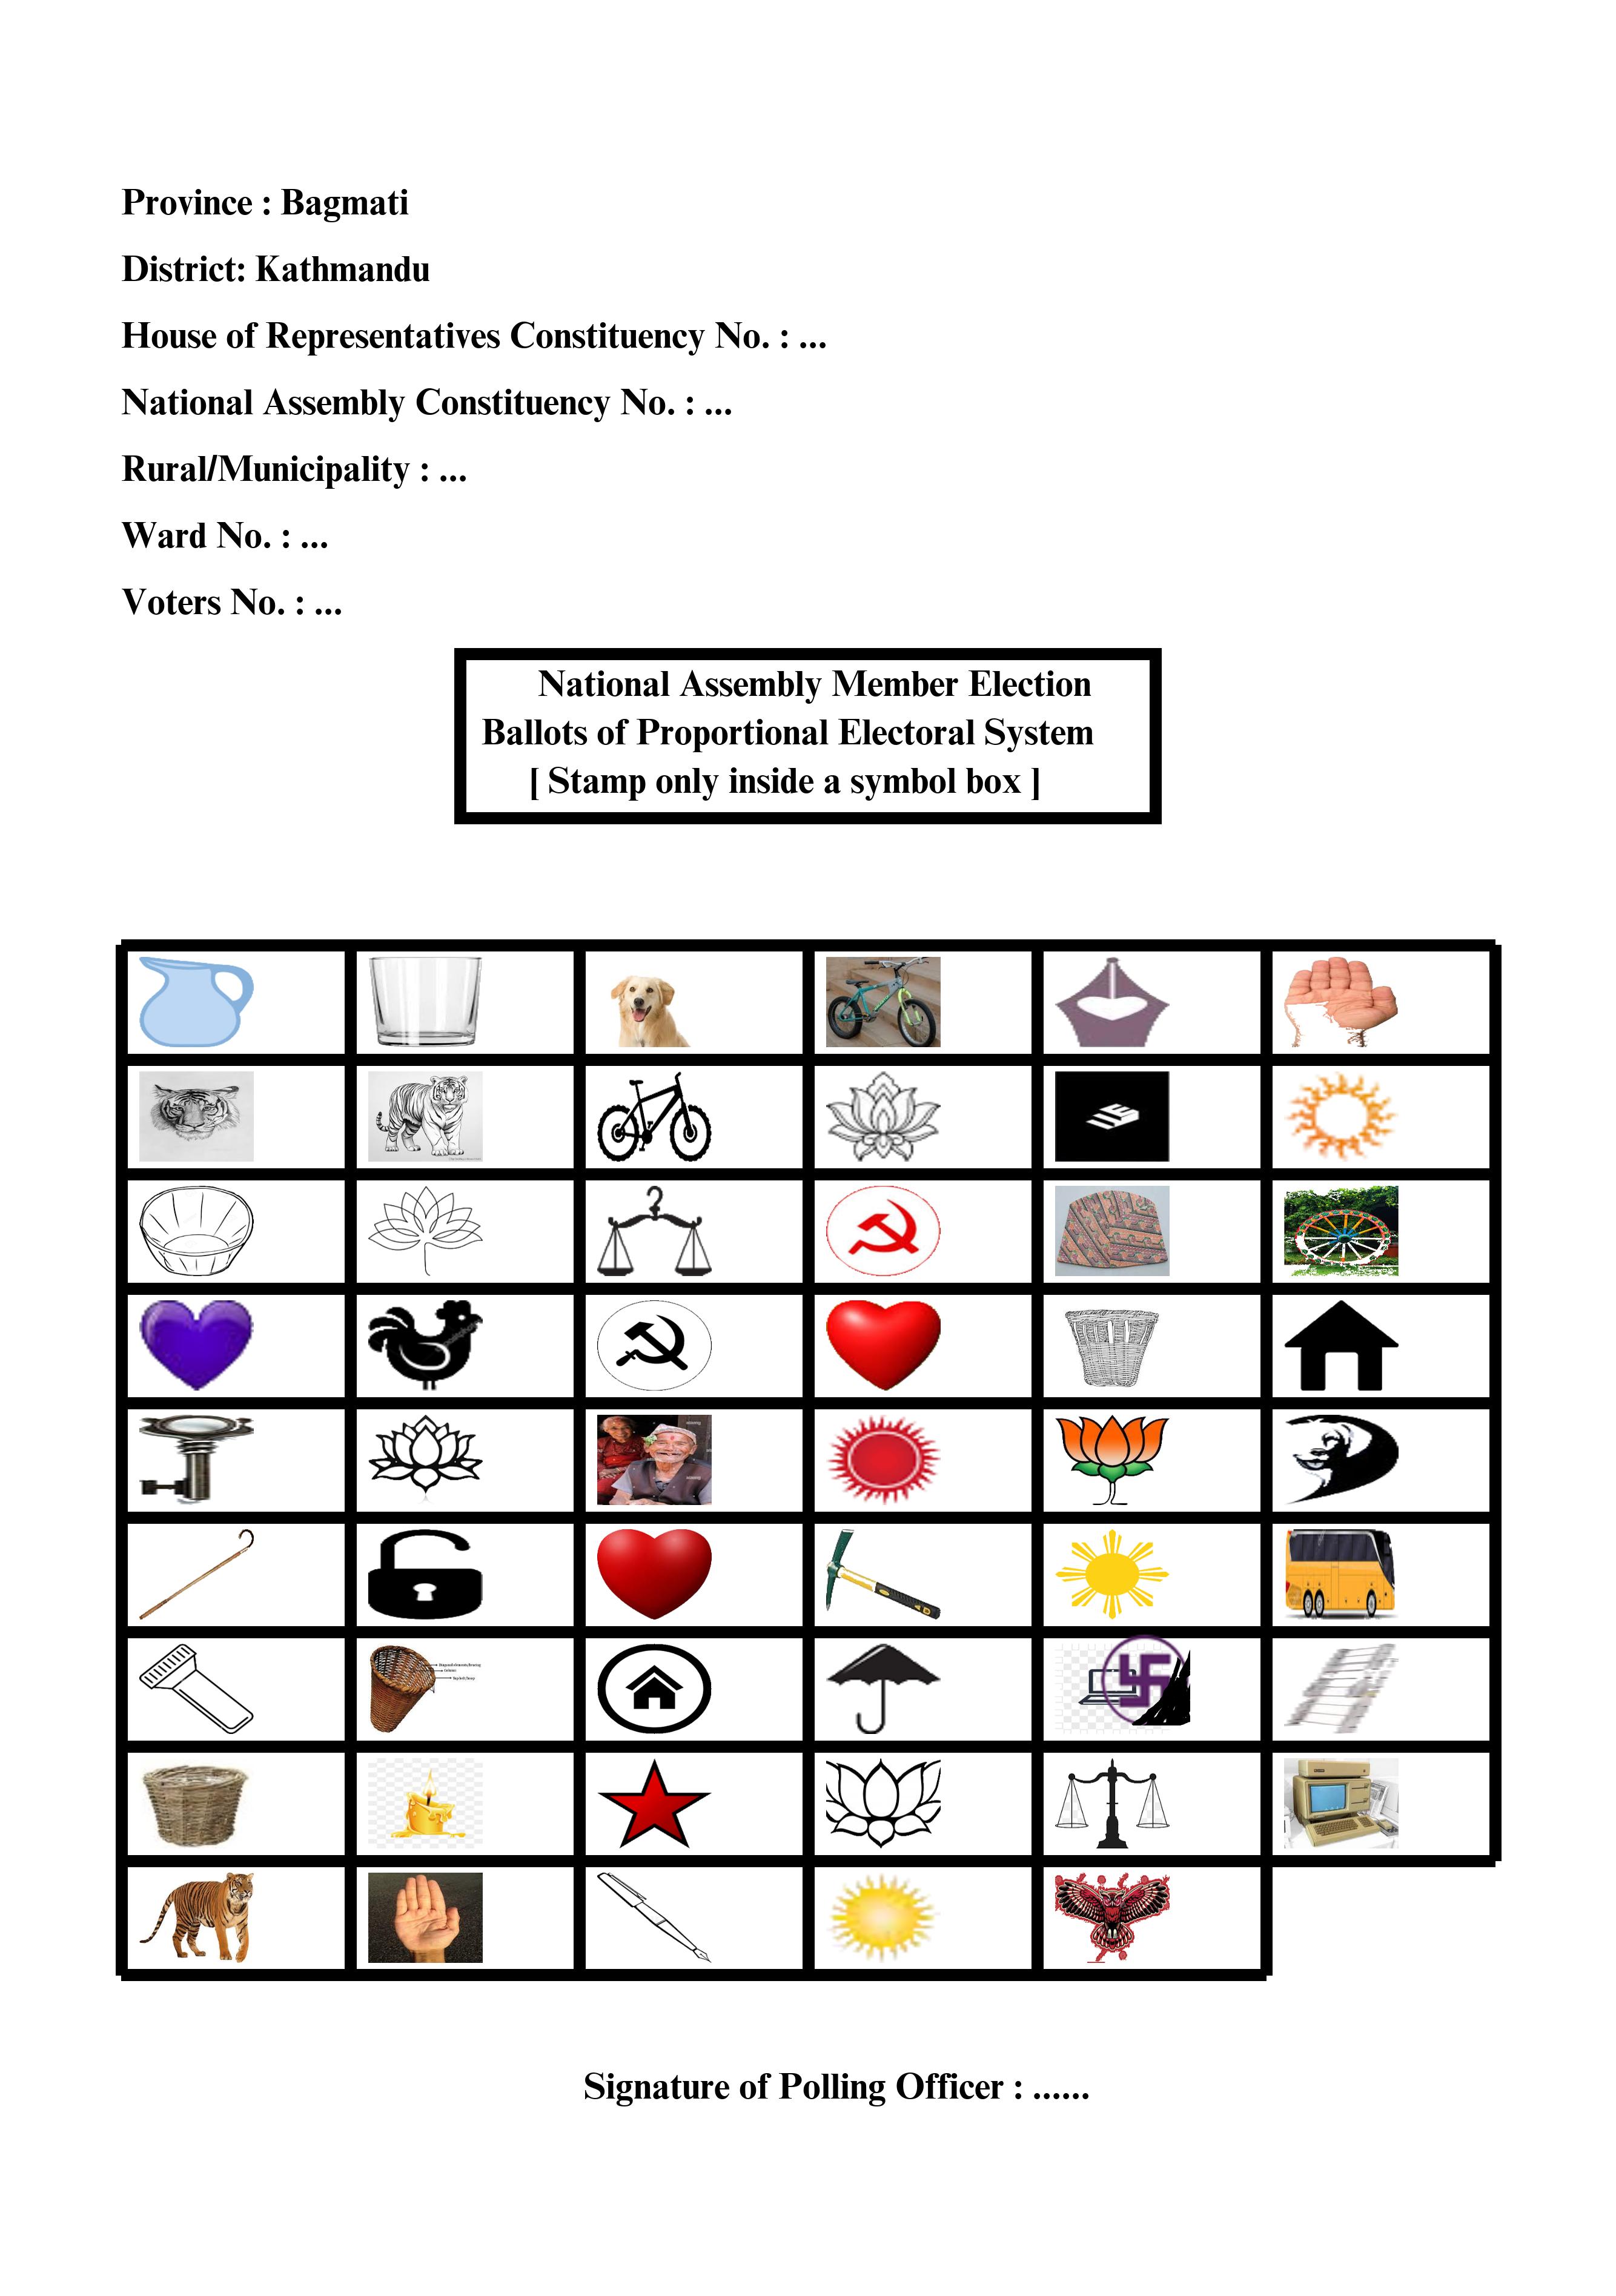 Province : Bagmati
District: Kathmandu
House of Representatives Constituency No. : ...
National Assembly Constituency No. : ...
Rural/Municipality : ...
Ward No. : ...
Voters No. : ...
National Assembly Member Election
Ballots of Proportional Electoral System
[ Stamp only inside a symbol box ]
Signature of Polling Officer : ......